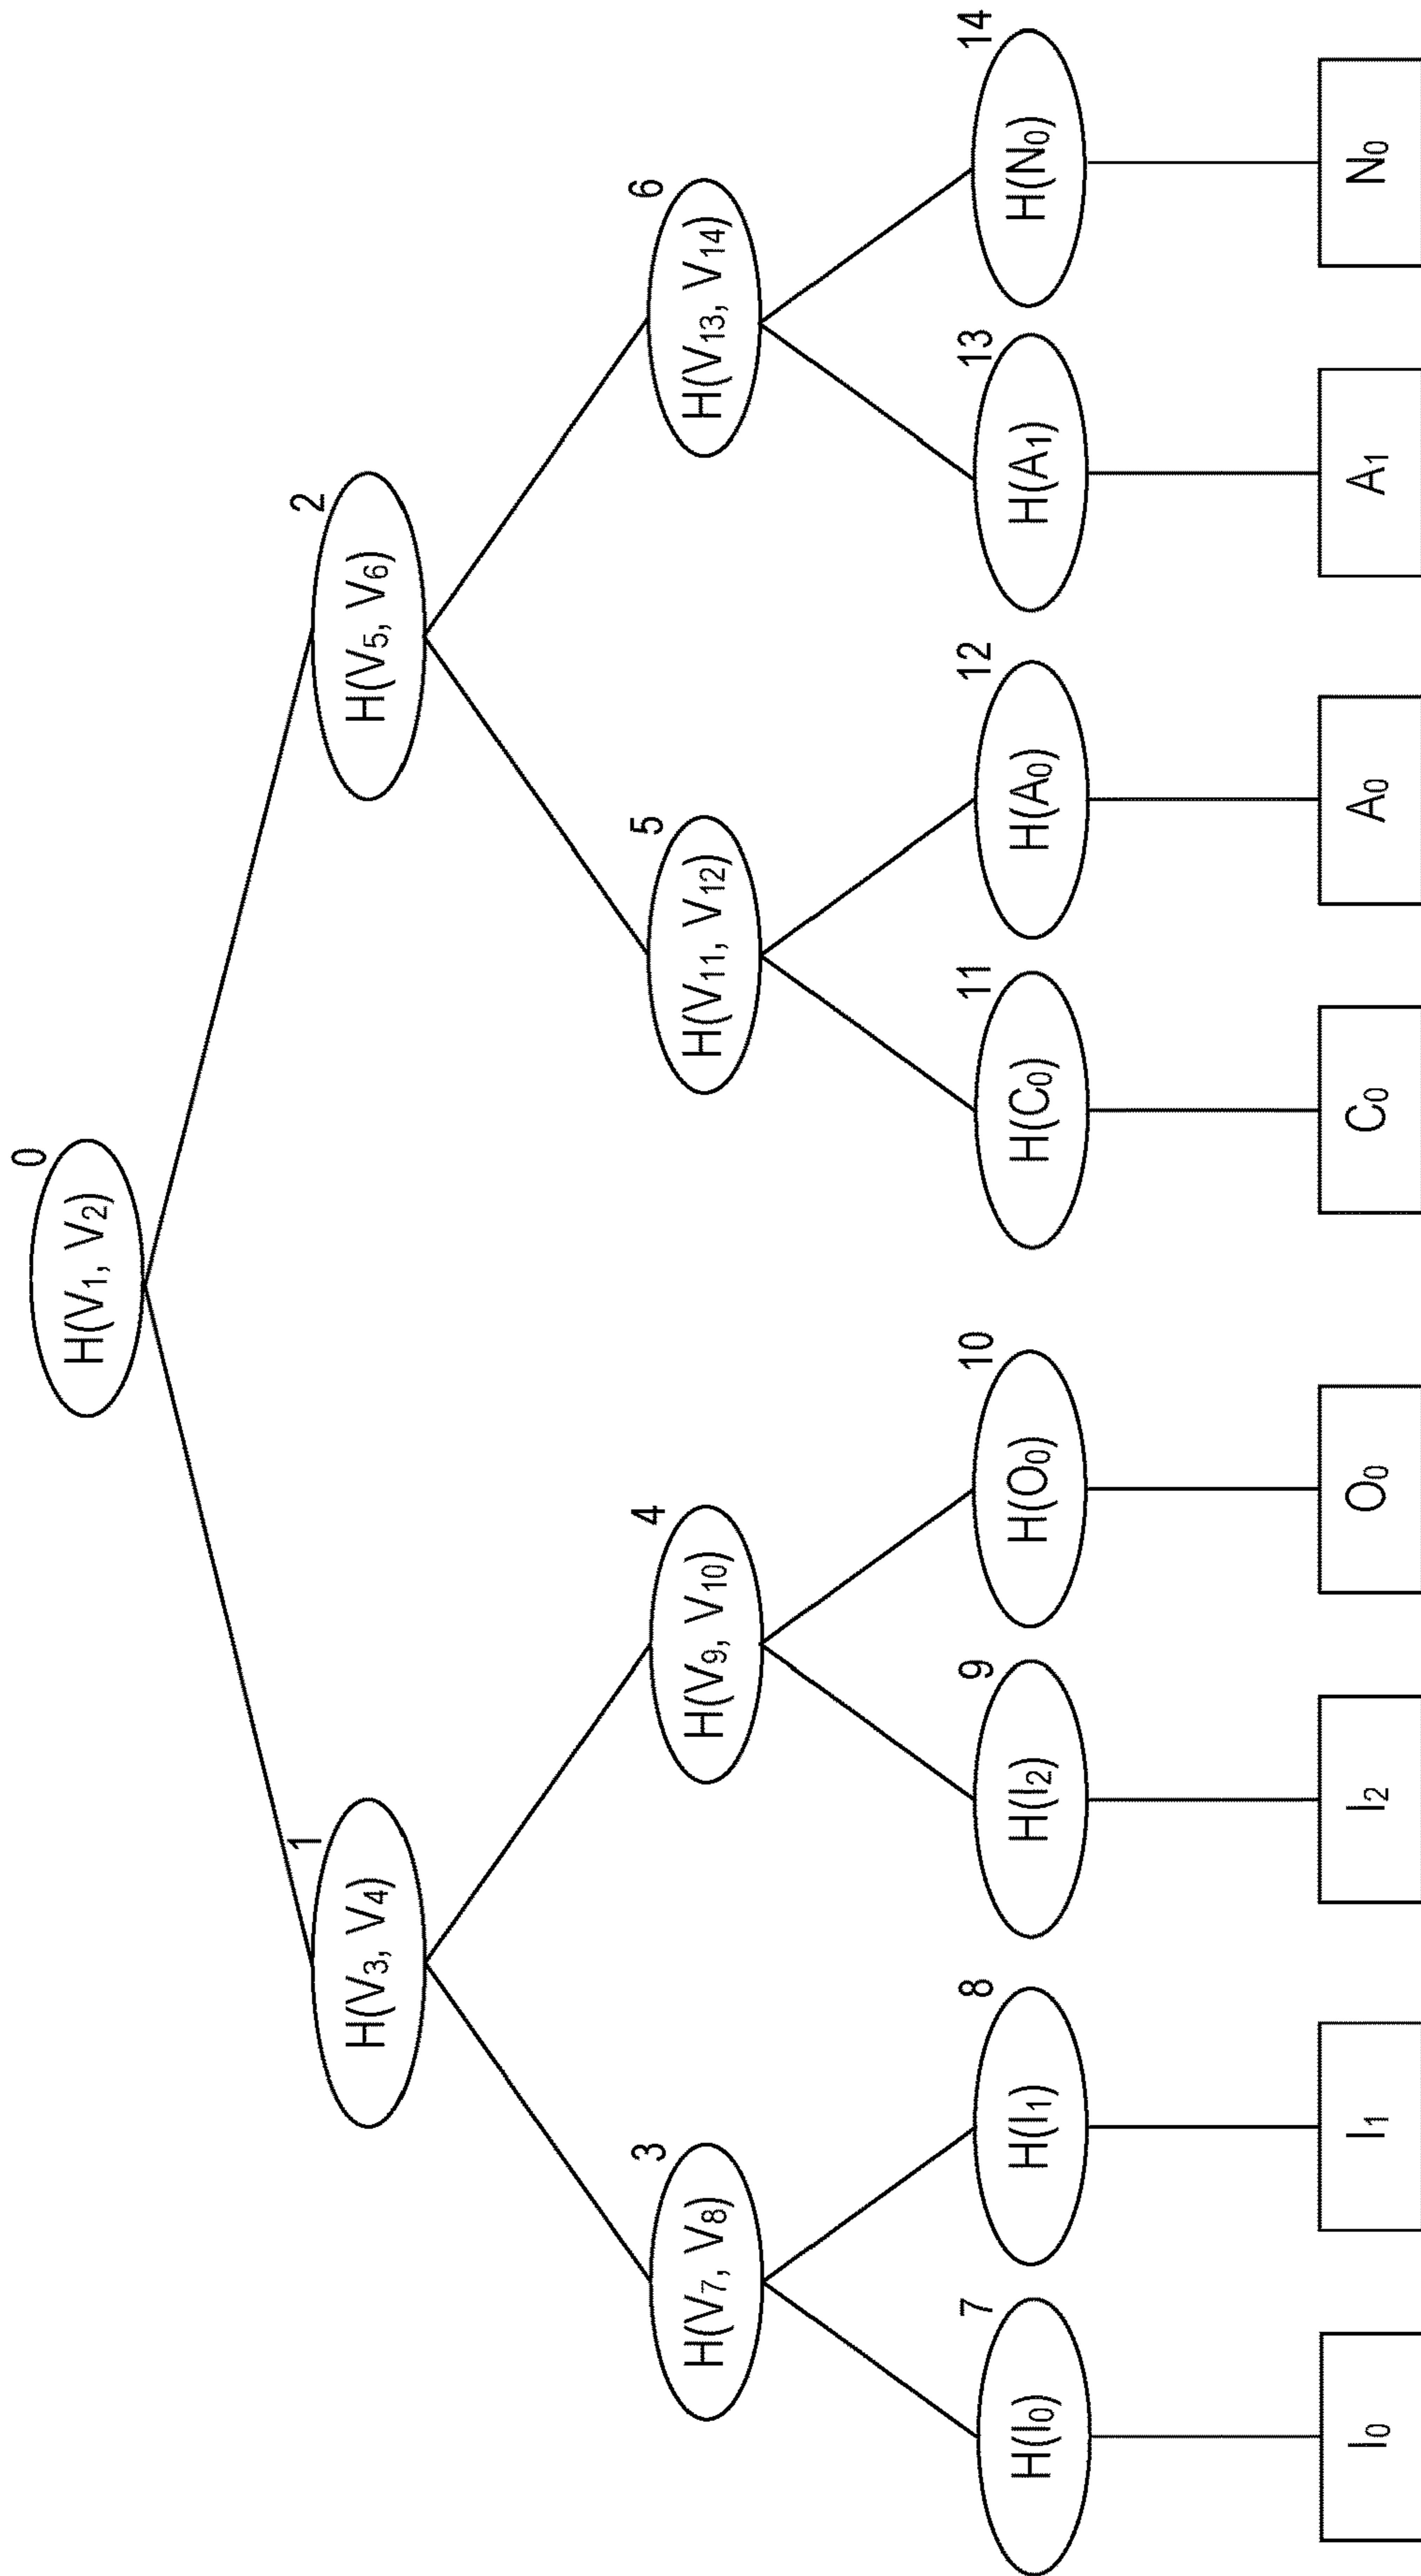 0
H(V₁, V₂)
1
H(V₃, V₄)
2
H(V₅, V₆)
3
H(V₇, V₈)
4
H(V₉, V₁₀)
5
H(V₁₁, V₁₂)
6
H(V₁₃, V₁₄)
7
H(I₀)
8
H(I₁)
9
H(I₂)
10
H(O₀)
11
H(C₀)
12
H(A₀)
13
H(A₁)
14
H(N₀)
I₀
I₁
I₂
O₀
C₀
A₀
A₁
N₀